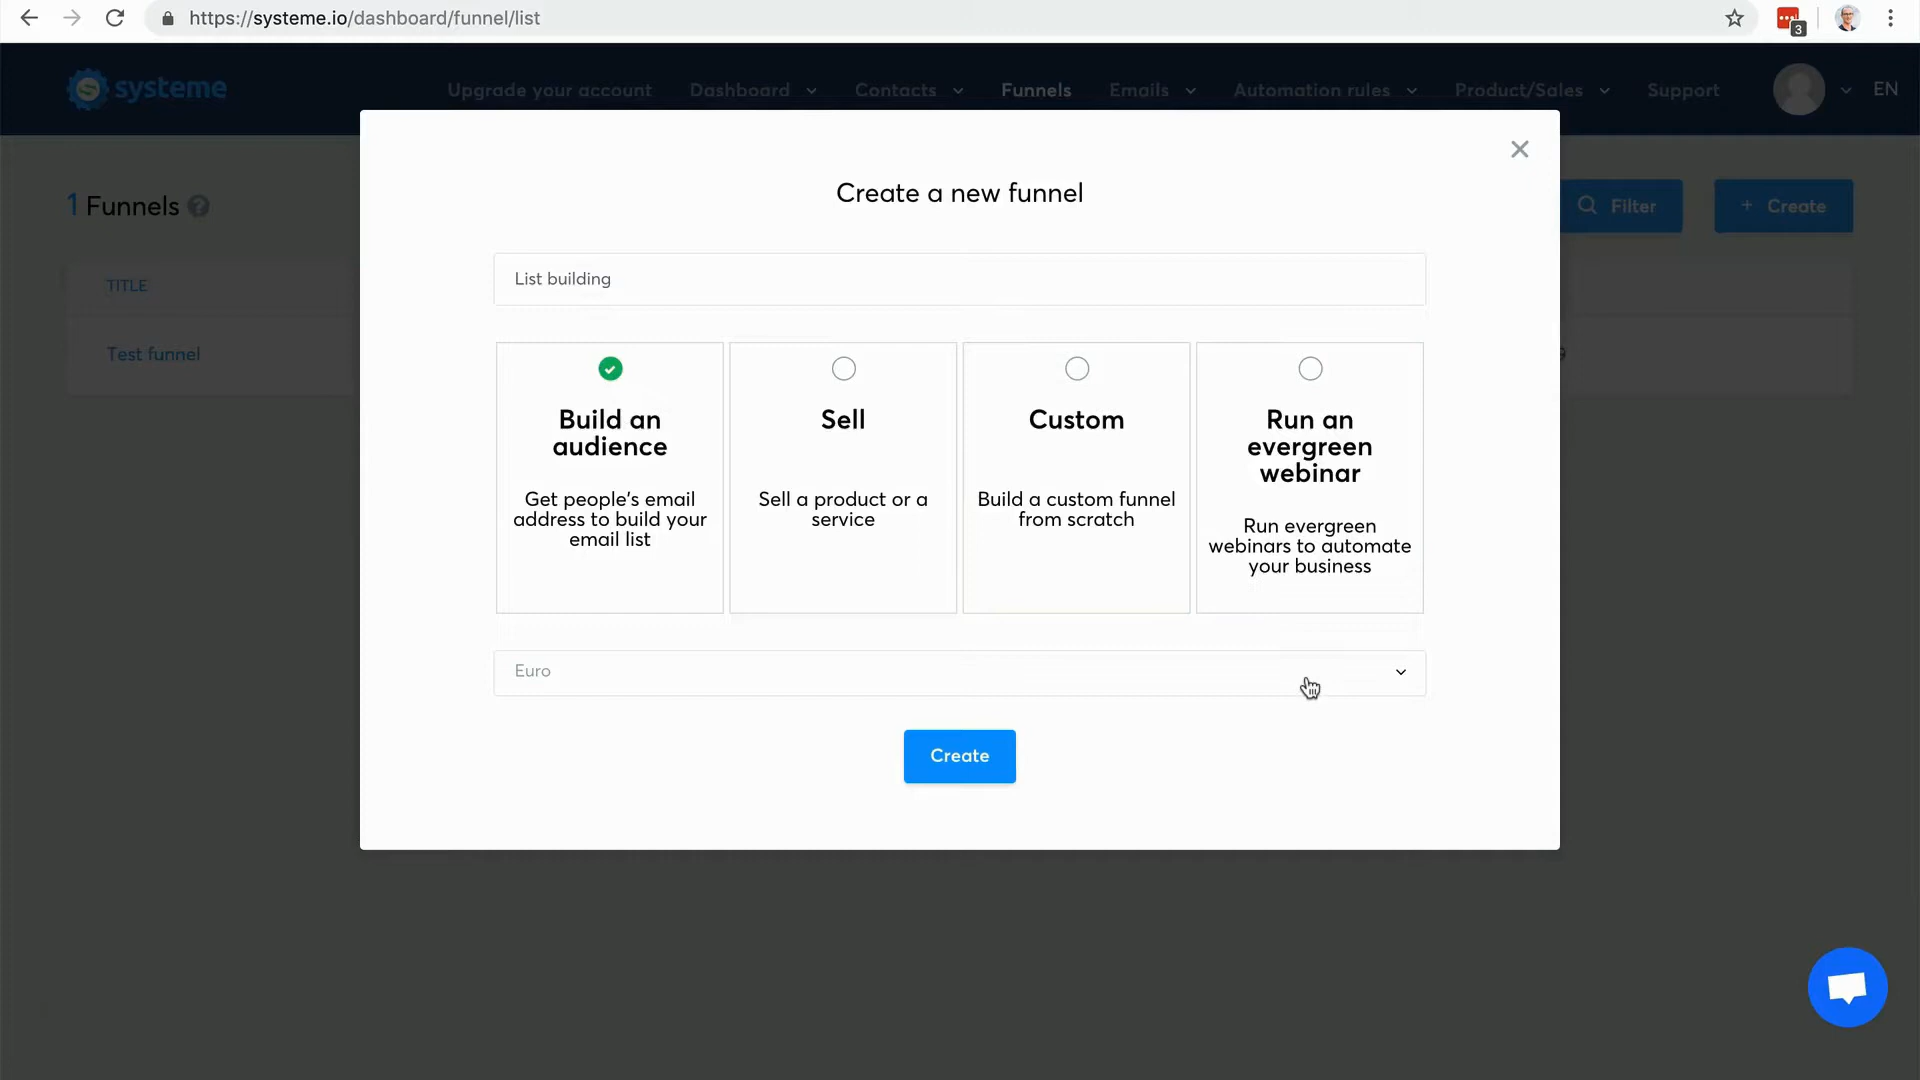 https://systeme.io/dashboard/funnel/list
3
systeme
Upgrade your account
Dashboard
Contacts
Funnels
Emails
Automation rules
Product/Sales
Support
EN
1 Funnels ?
Filter
+ Create
TITLE
Test funnel
Create a new funnel
List building
Build an
audience
Get people's email
address to build your
email list
Sell
Sell a product or a
service
Custom
Build a custom funnel
from scratch
Run an
evergreen
webinar
Run evergreen
webinars to automate
your business
Euro
Create